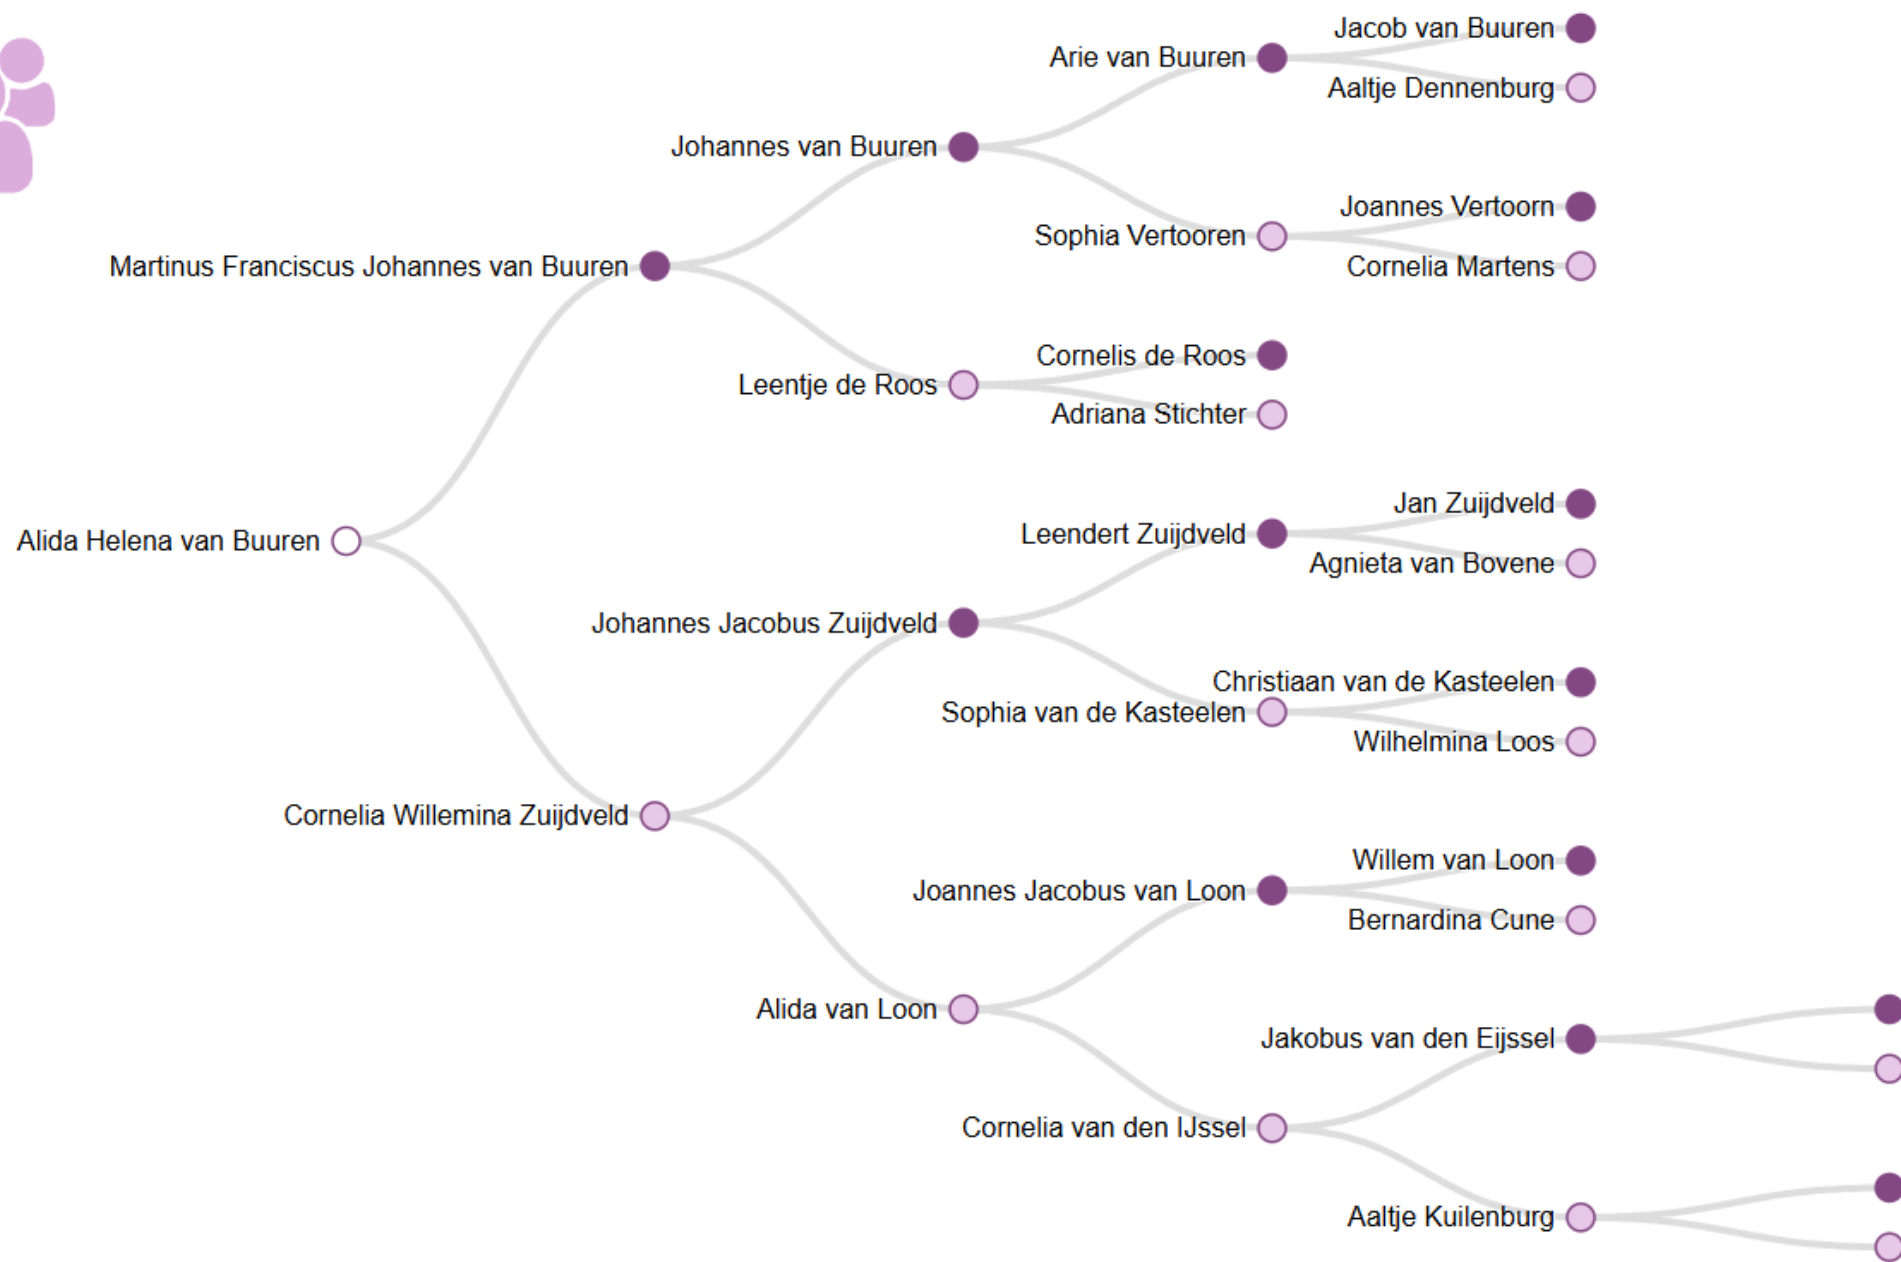 Jacob van Buuren
Arie van Buuren
Aaltje Dennenburg
Johannes van Buuren
Joannes Vertoorn
Sophia Vertooren
Cornelia Martens
Martinus Franciscus Johannes van Buuren
Cornelis de Roos
Leentje de Roos
Adriana Stichter
Jan Zuijdveld
Leendert Zuijdveld
Alida Helena van Buuren
Agnieta van Bovene
Johannes Jacobus Zuijdveld
Christiaan van de Kasteelen
Sophia van de Kasteelen
Wilhelmina Loos
Cornelia Willemina Zuijdveld
Willem van Loon
Joannes Jacobus van Loon
Bernardina Cune
Alida van Loon
Jakobus van den Eijssel
Cornelia van den IJssel
Aaltje Kuilenburg